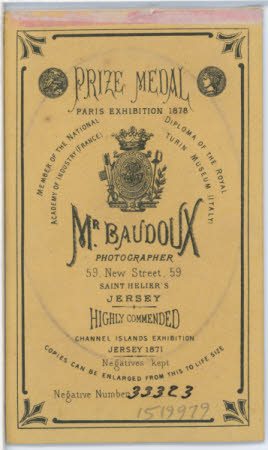 PRIZE MEDAL
PARIS EXHIBITION 1878
MEMBER OF THE NATIONAL
ACADEMY OF INDUSTRY (FRANCE)
DIPLOMA OF THE ROYAL
TURIN MUSEUM (ITALY)
MR. BAUDOUX
PHOTOGRAPHER
59, New Street, 59
SAINT HELIER'S
JERSEY
HIGHLY COMMENDED
CHANNEL ISLANDS EXHIBITION
JERSEY 1871
Negatives kept
COPIES CAN BE ENLARGED FROM THIS TO LIFE SIZE
Negative Number 33323
1519979